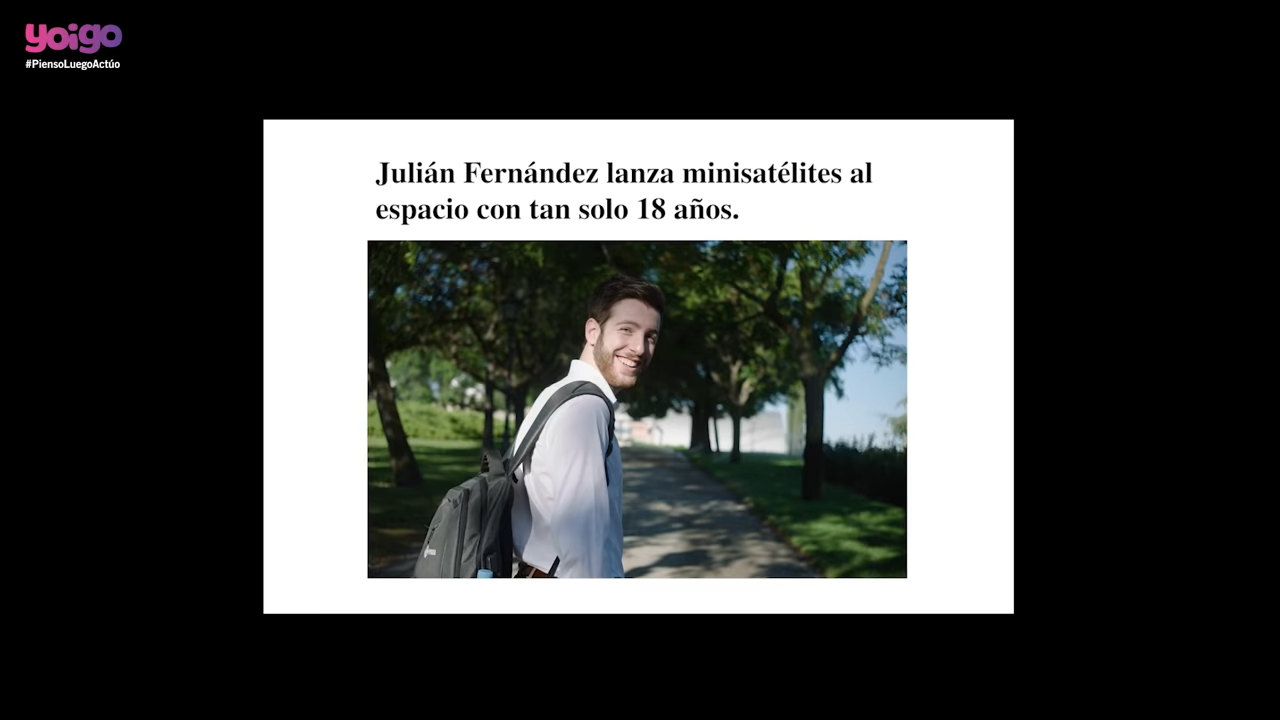 yoigo
#PiensoLuegoActúo
Julián Fernández lanza minisatélites al
espacio con tan solo 18 años.